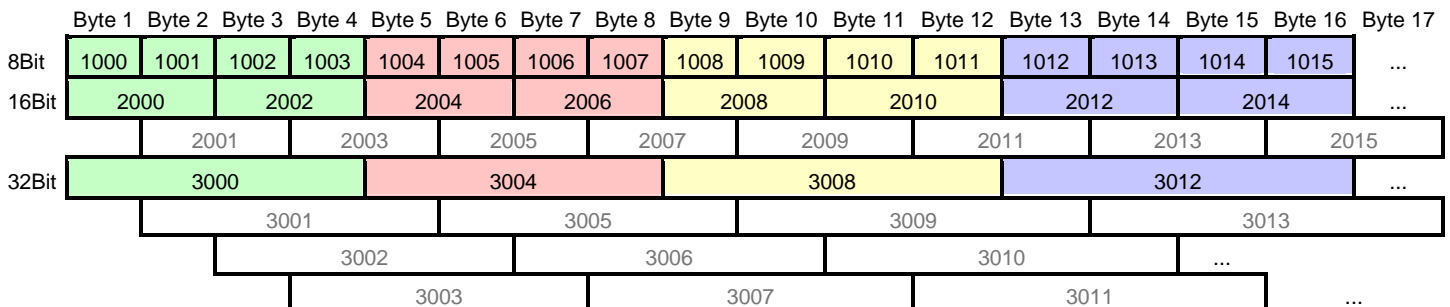 Byte 1 Byte 2 Byte 3 Byte 4 Byte 5 Byte 6 Byte 7 Byte 8 Byte 9 Byte 10 Byte 11 Byte 12 Byte 13 Byte 14 Byte 15 Byte 16 Byte 17
8Bit 1000 1001 1002 1003 1004 1005 1006 1007 1008 1009 1010 1011 1012 1013 1014 1015 ...
16Bit 2000 2002 2004 2006 2008 2010 2012 2014 ...
2001 2003 2005 2007 2009 2011 2013 2015
32Bit 3000 3004 3008 3012 ...
3001 3005 3009 3013
3002 3006 3010 ...
3003 3007 3011 ...